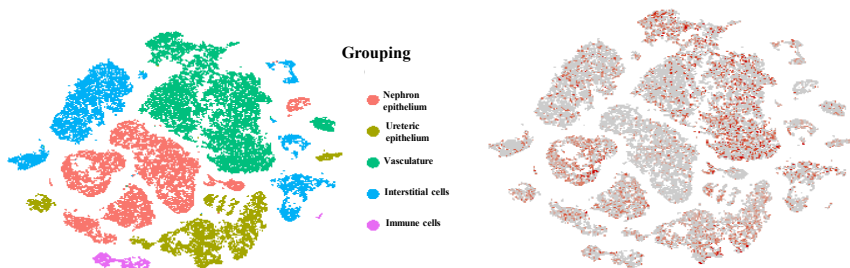 Grouping
Nephron
epithelium
Ureteric
epithelium
Vasculature
Interstitial cells
Immune cells